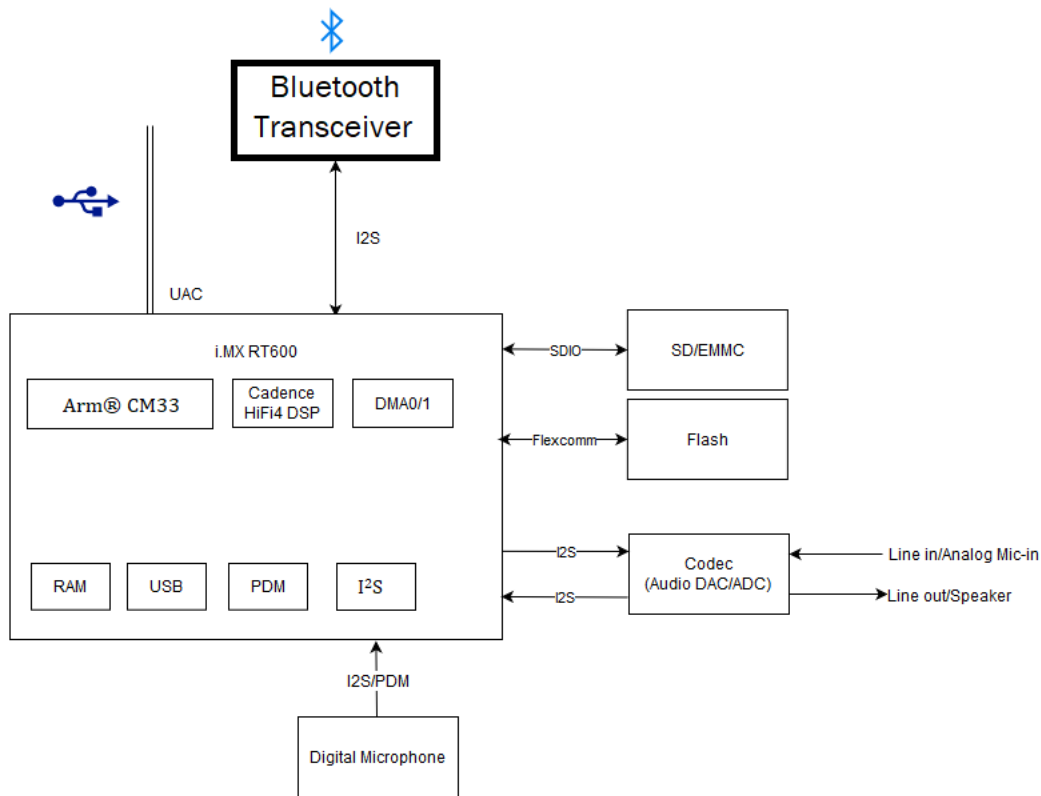 Bluetooth
Transceiver
I2S
UAC
i.MX RT600
Arm® CM33
Cadence
HiFi4 DSP
DMA0/1
SDIO
SD/EMMC
Flexcomm
Flash
I2S
I2S
Codec
(Audio DAC/ADC)
Line in/Analog Mic-in
Line out/Speaker
RAM
USB
PDM
I²S
I2S/PDM
Digital Microphone